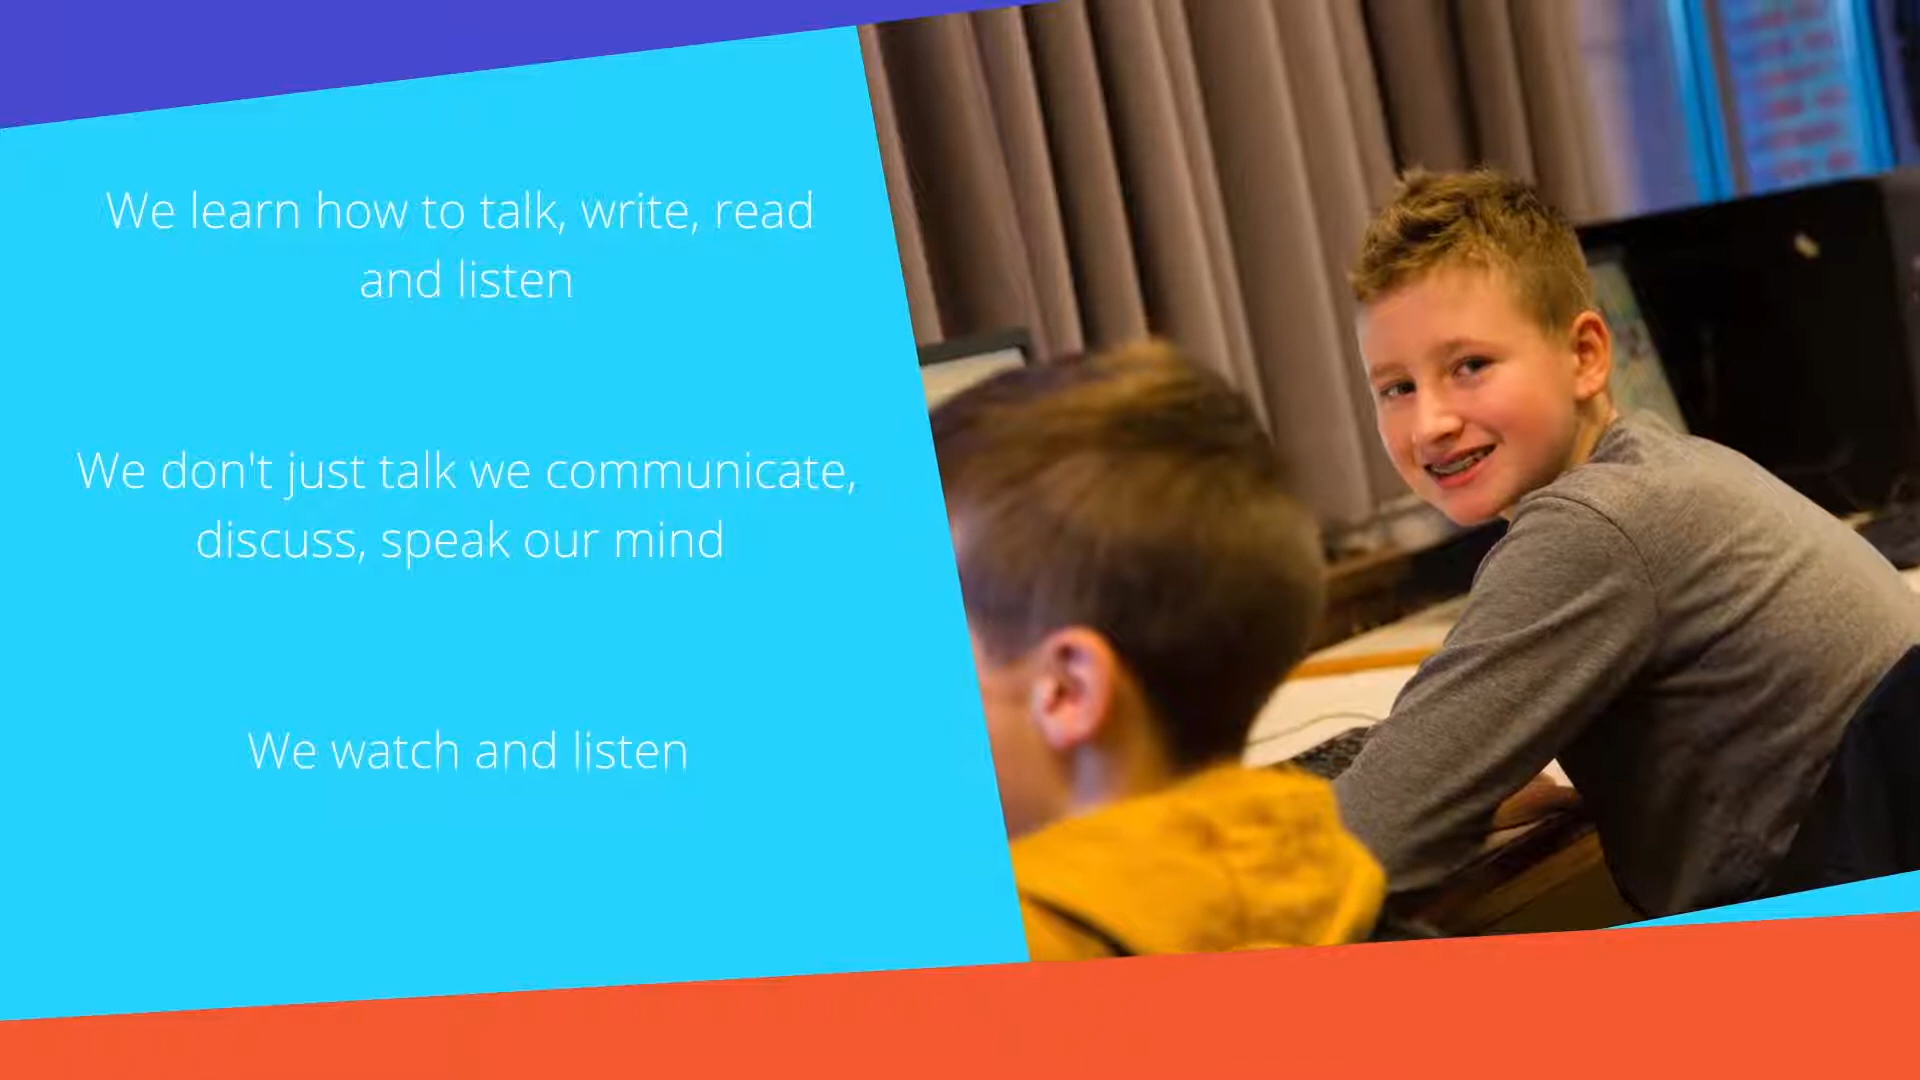 We learn how to talk, write, read
and listen
We don't just talk we communicate,
discuss, speak our mind
We watch and listen